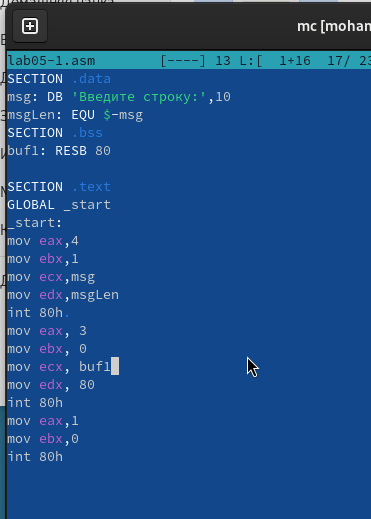 mc [mohan
lab05-1.asm [----] 13 L:[ 1+16 17/ 23
SECTION .data
msg: DB 'Введите строку:',10
msgLen: EQU $-msg
SECTION .bss
buf1: RESB 80
SECTION .text
GLOBAL _start
_start:
mov eax,4
mov ebx,1
mov ecx,msg
mov edx,msgLen
int 80h
mov eax, 3
mov ebx, 0
mov ecx, buf1
mov edx, 80
int 80h
mov eax,1
mov ebx,0
int 80h